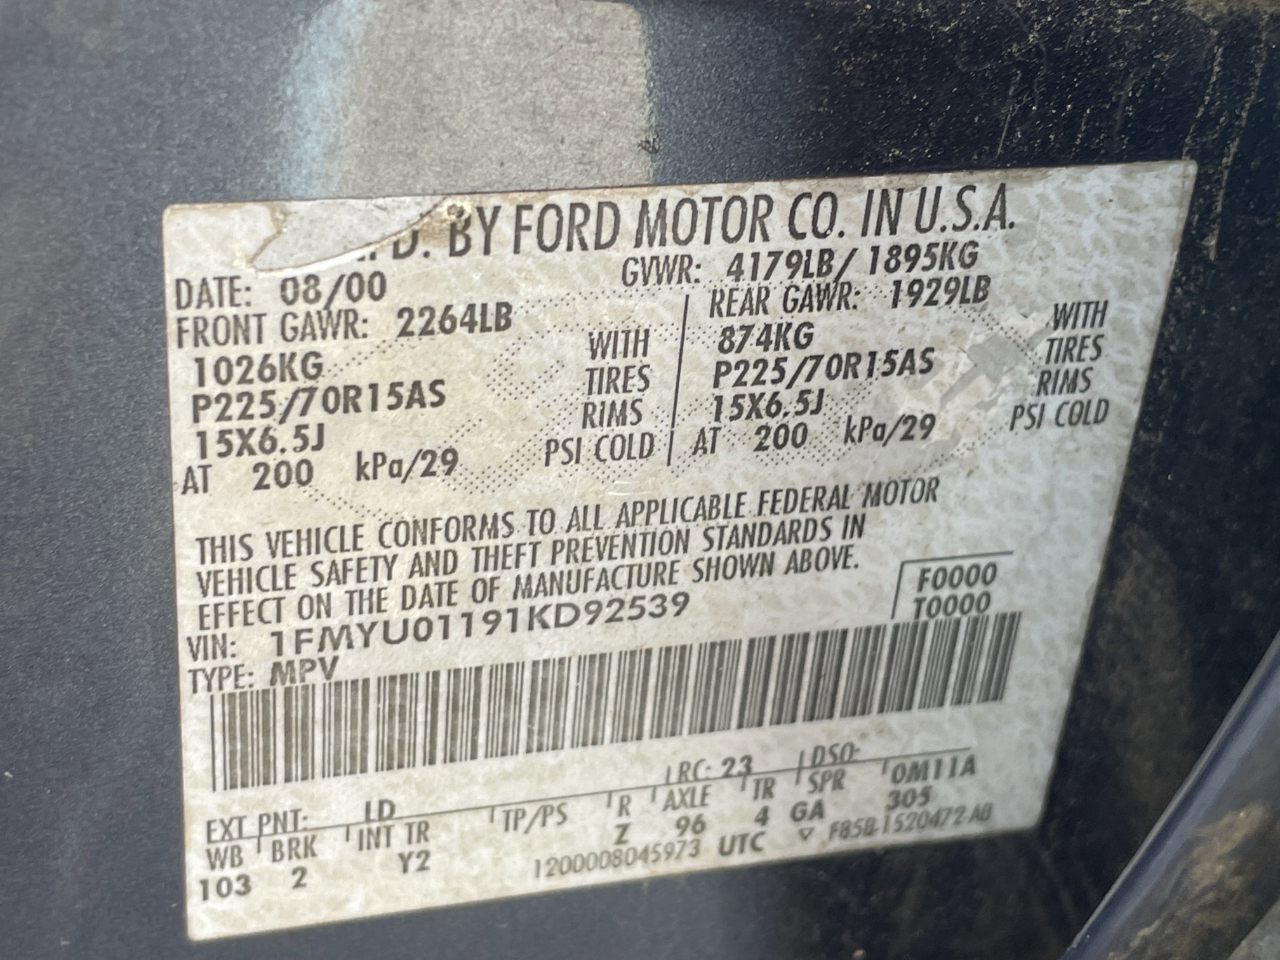 FD. BY FORD MOTOR CO. IN U.S.A.
DATE: 08/00 GVWR: 4179LB/ 1895KG
FRONT GAWR: 2264LB REAR GAWR: 1929LB
1026KG WITH 874KG WITH
P225/70R15AS TIRES P225/70R15AS TIRES
15X6.5J RIMS 15X6.5J RIMS
AT 200 kPa/29 PSI COLD AT 200 kPa/29 PSI COLD
THIS VEHICLE CONFORMS TO ALL APPLICABLE FEDERAL MOTOR
VEHICLE SAFETY AND THEFT PREVENTION STANDARDS IN
EFFECT ON THE DATE OF MANUFACTURE SHOWN ABOVE.
F0000
VIN: 1FMYU01191KD92539 T0000
TYPE: MPV
EXT PNT: LD RC: 23 DSO:
WB BRK INT TR TP/PS R AXLE TR SPR 0M11A
103 2 Y2 Z 96 4 GA 305
1200008045973 UTC ▽ F85B-1520472-AB